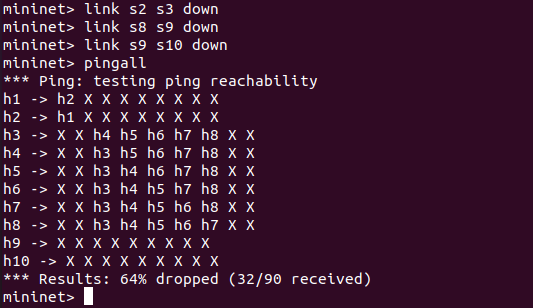 mininet> link s2 s3 down
mininet> link s8 s9 down
mininet> link s9 s10 down
mininet> pingall
*** Ping: testing ping reachability
h1 -> h2 X X X X X X X X
h2 -> h1 X X X X X X X X
h3 -> X X h4 h5 h6 h7 h8 X X
h4 -> X X h3 h5 h6 h7 h8 X X
h5 -> X X h3 h4 h6 h7 h8 X X
h6 -> X X h3 h4 h5 h7 h8 X X
h7 -> X X h3 h4 h5 h6 h8 X X
h8 -> X X h3 h4 h5 h6 h7 X X
h9 -> X X X X X X X X X
h10 -> X X X X X X X X X
*** Results: 64% dropped (32/90 received)
mininet>